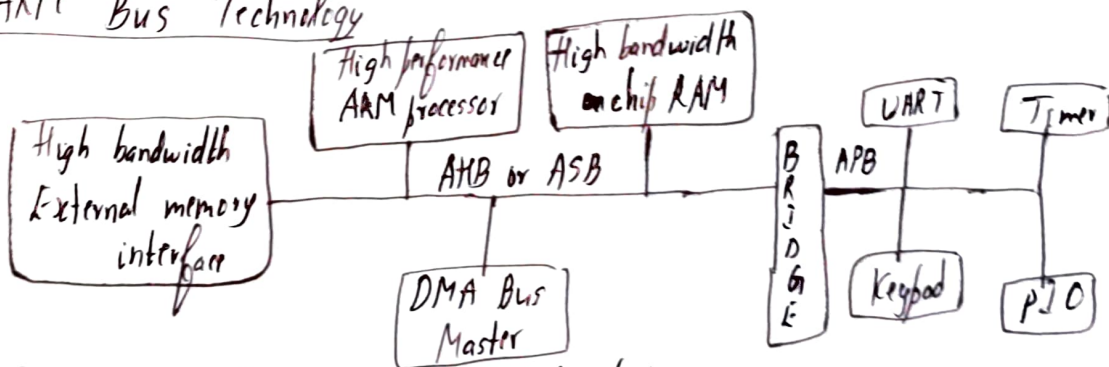 Bus Technology
High performance
ARM processor
High bandwidth
on chip RAM
High bandwidth
External memory
interface
AHB or ASB
DMA Bus
Master
BRIDGE
APB
UART
Timer
Keypad
PIO